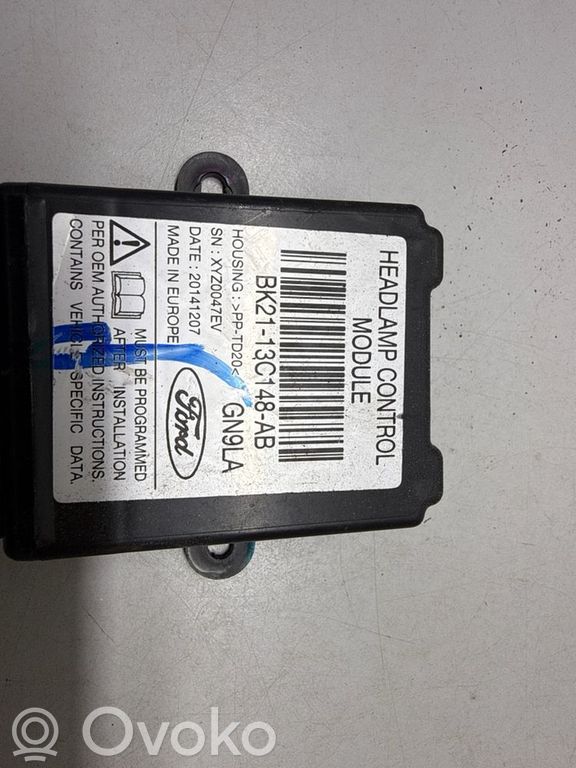 HEADLAMP CONTROL
MODULE
BK21-13C148-AB
HOUSING : >PP-TD20<
GN9LA
SN : XYZ0047EV
DATE : 20141207
MADE IN EUROPE
Ford
MUST BE PROGRAMMED
AFTER INSTALLATION
PER OEM AUTHORIZED INSTRUCTIONS.
CONTAINS VEHICLE SPECIFIC DATA.
Ovoko